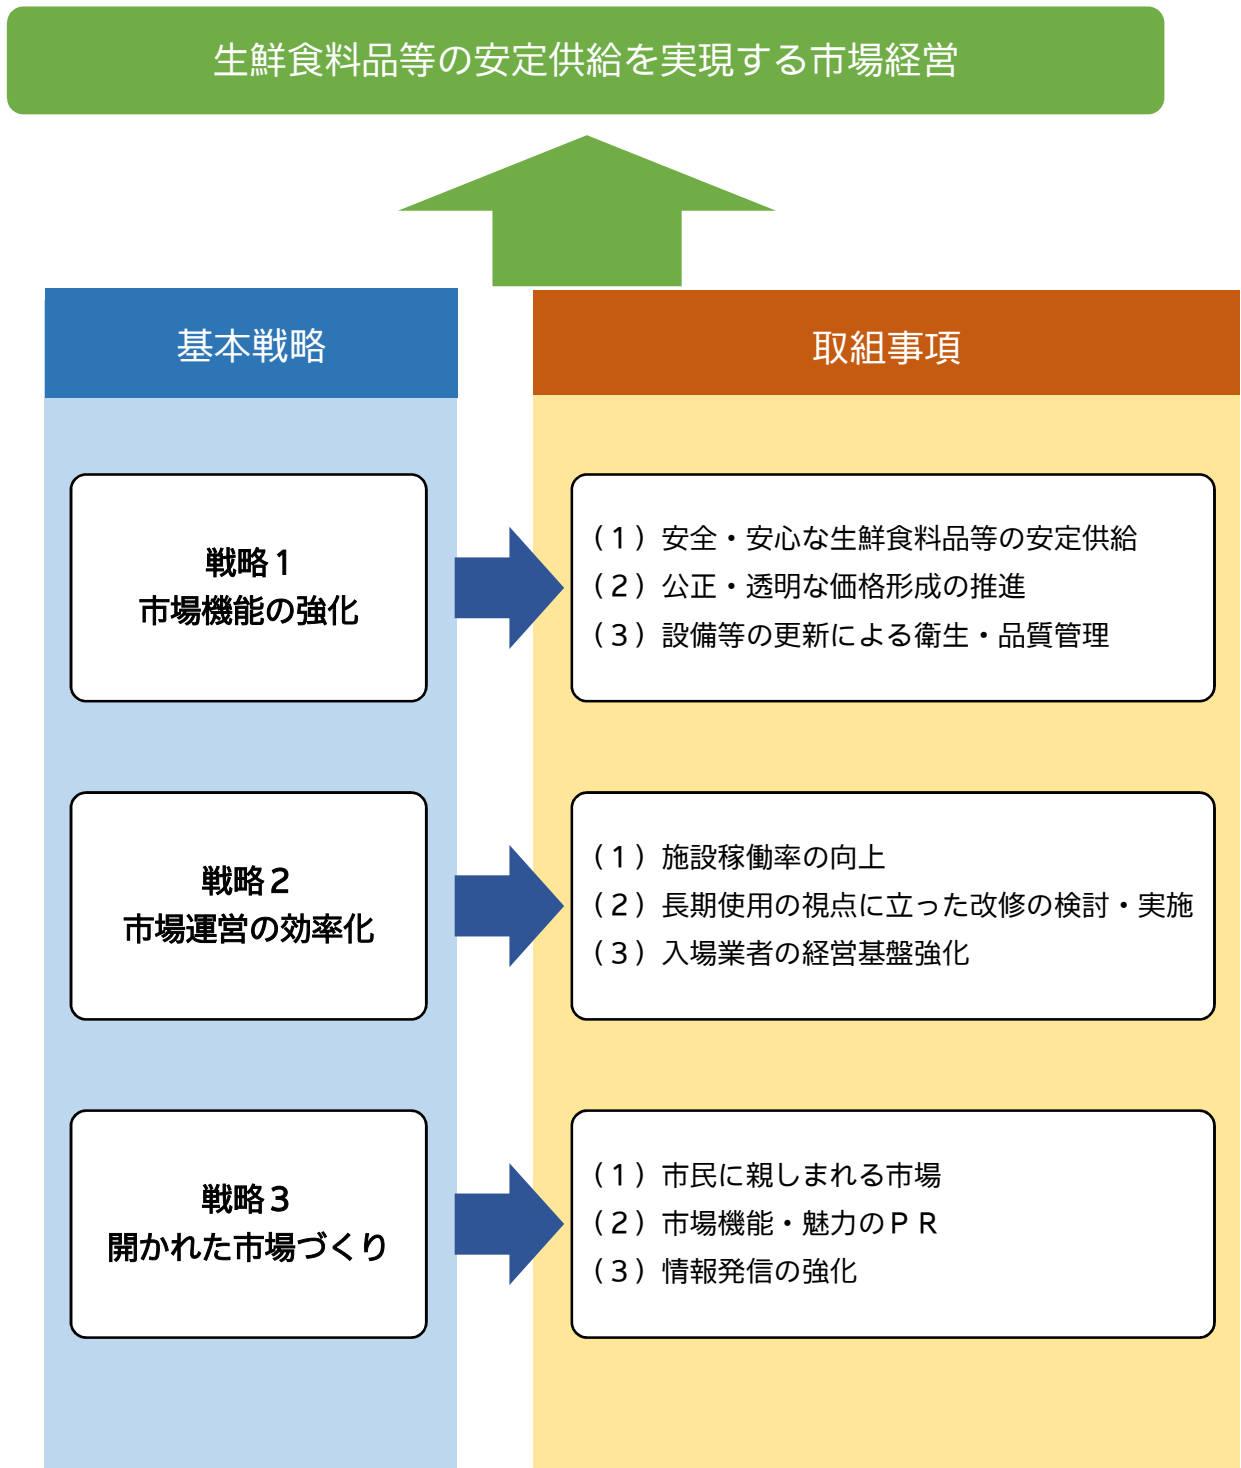 生鮮食料品等の安定供給を実現する市場経営
基本戦略
取組事項
戦略１
市場機能の強化
（１）安全・安心な生鮮食料品等の安定供給
（２）公正・透明な価格形成の推進
（３）設備等の更新による衛生・品質管理
戦略２
市場運営の効率化
（１）施設稼働率の向上
（２）長期使用の視点に立った改修の検討・実施
（３）入場業者の経営基盤強化
戦略３
開かれた市場づくり
（１）市民に親しまれる市場
（２）市場機能・魅力のＰＲ
（３）情報発信の強化